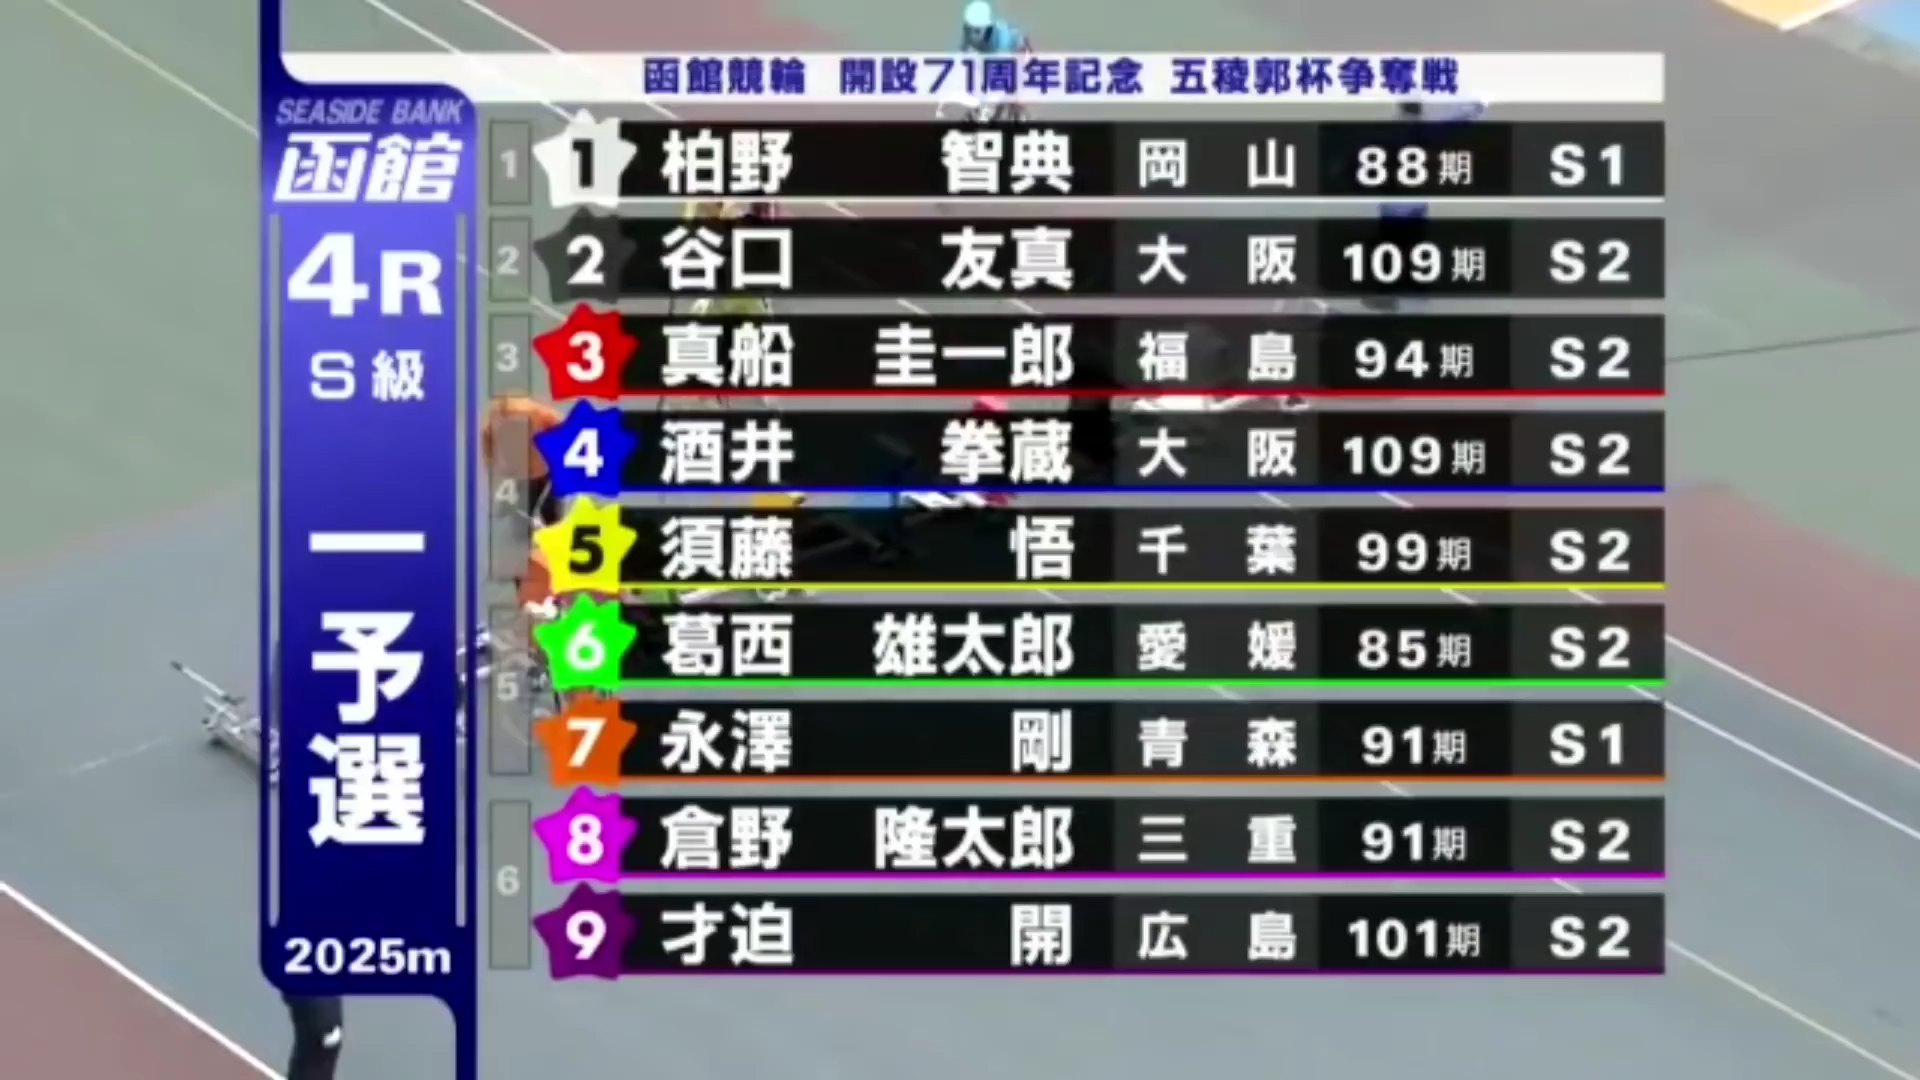 函館競輪 開設71周年記念 五稜郭杯争奪戦
SEASIDE BANK
函館
4R
S級
一予選
2025m
1 1 柏野 智典 岡山 88期 S1
2 2 谷口 友真 大阪 109期 S2
3 3 真船 圭一郎 福島 94期 S2
4 4 酒井 拳蔵 大阪 109期 S2
5 須藤 悟 千葉 99期 S2
5 6 葛西 雄太郎 愛媛 85期 S2
7 永澤 剛 青森 91期 S1
6 8 倉野 隆太郎 三重 91期 S2
9 才迫 開 広島 101期 S2